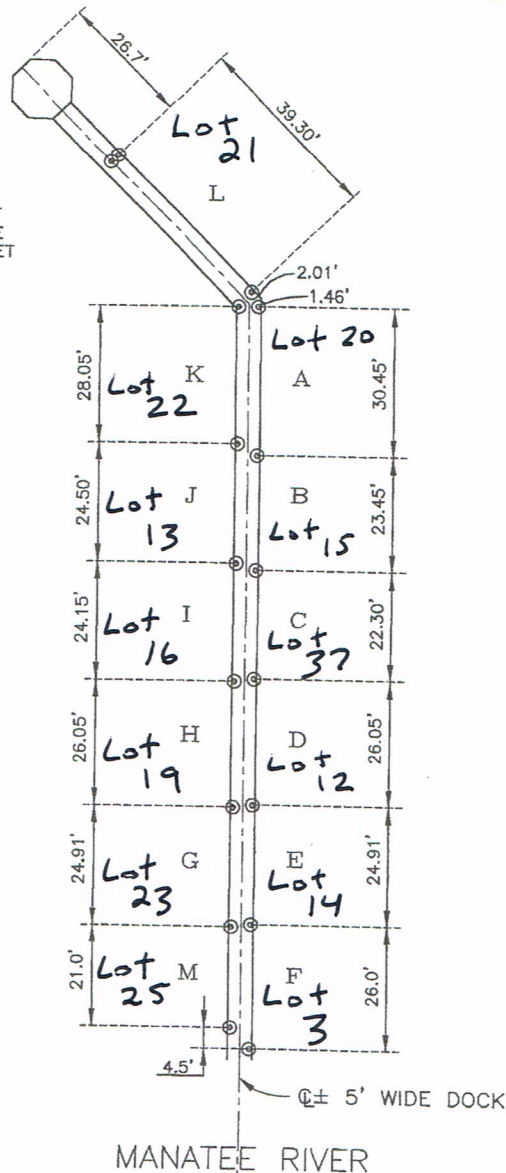 26.7'
39.30'
Lot
21
L
E
ET
2.01'
1.46'
Lot 20
28.05'
K
A
30.45'
Lot
22
24.50'
J
B
23.45'
Lot
13
Lot 15
24.15'
I
C
22.30'
Lot
16
Lot
37
26.05'
H
D
26.05'
Lot
19
Lot
12
24.91'
G
E
24.91'
Lot
23
Lot
14
21.0'
M
F
26.0'
Lot
25
Lot
3
4.5'
℄± 5' WIDE DOCK
MANATEE RIVER